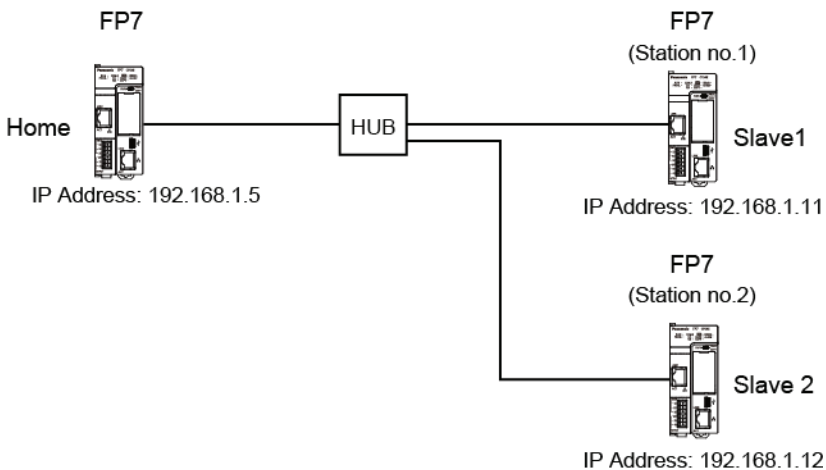 FP7
Home
IP Address: 192.168.1.5
HUB
FP7
(Station no.1)
Slave1
IP Address: 192.168.1.11
FP7
(Station no.2)
Slave 2
IP Address: 192.168.1.12